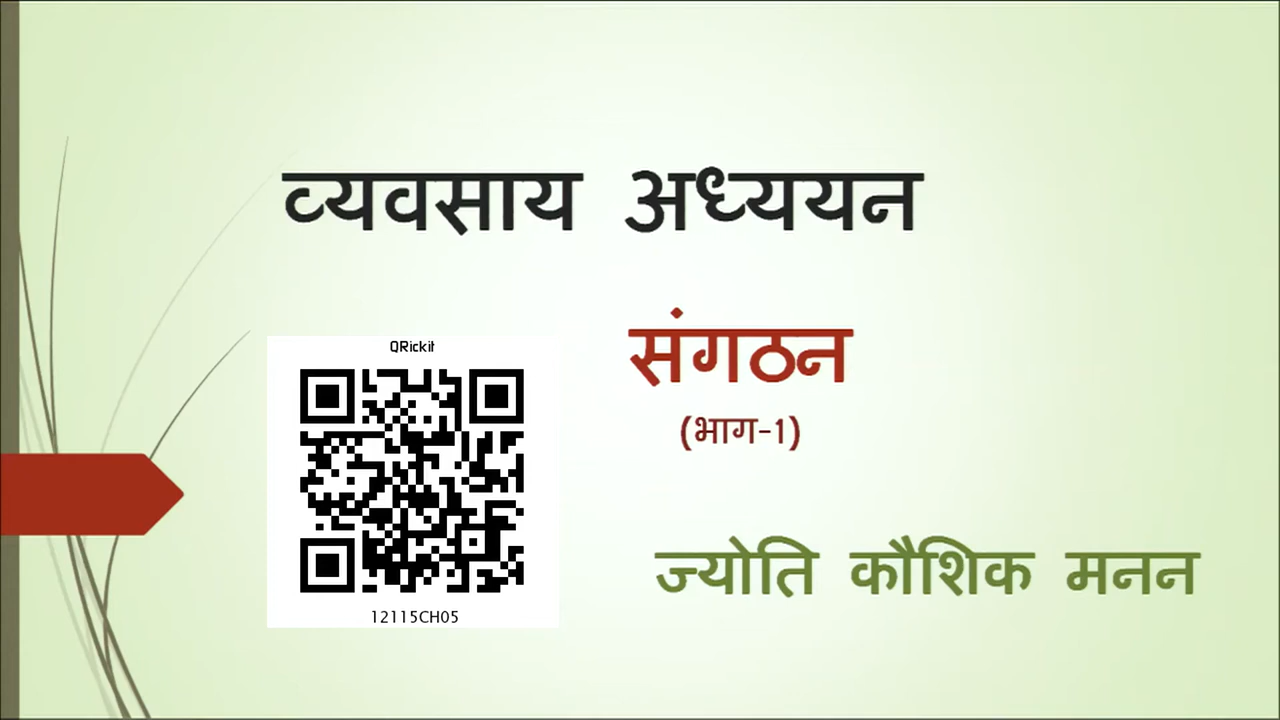 व्यवसाय अध्ययन
संगठन
(भाग-1)
QRickit
12115CH05
ज्योति कौशिक मनन